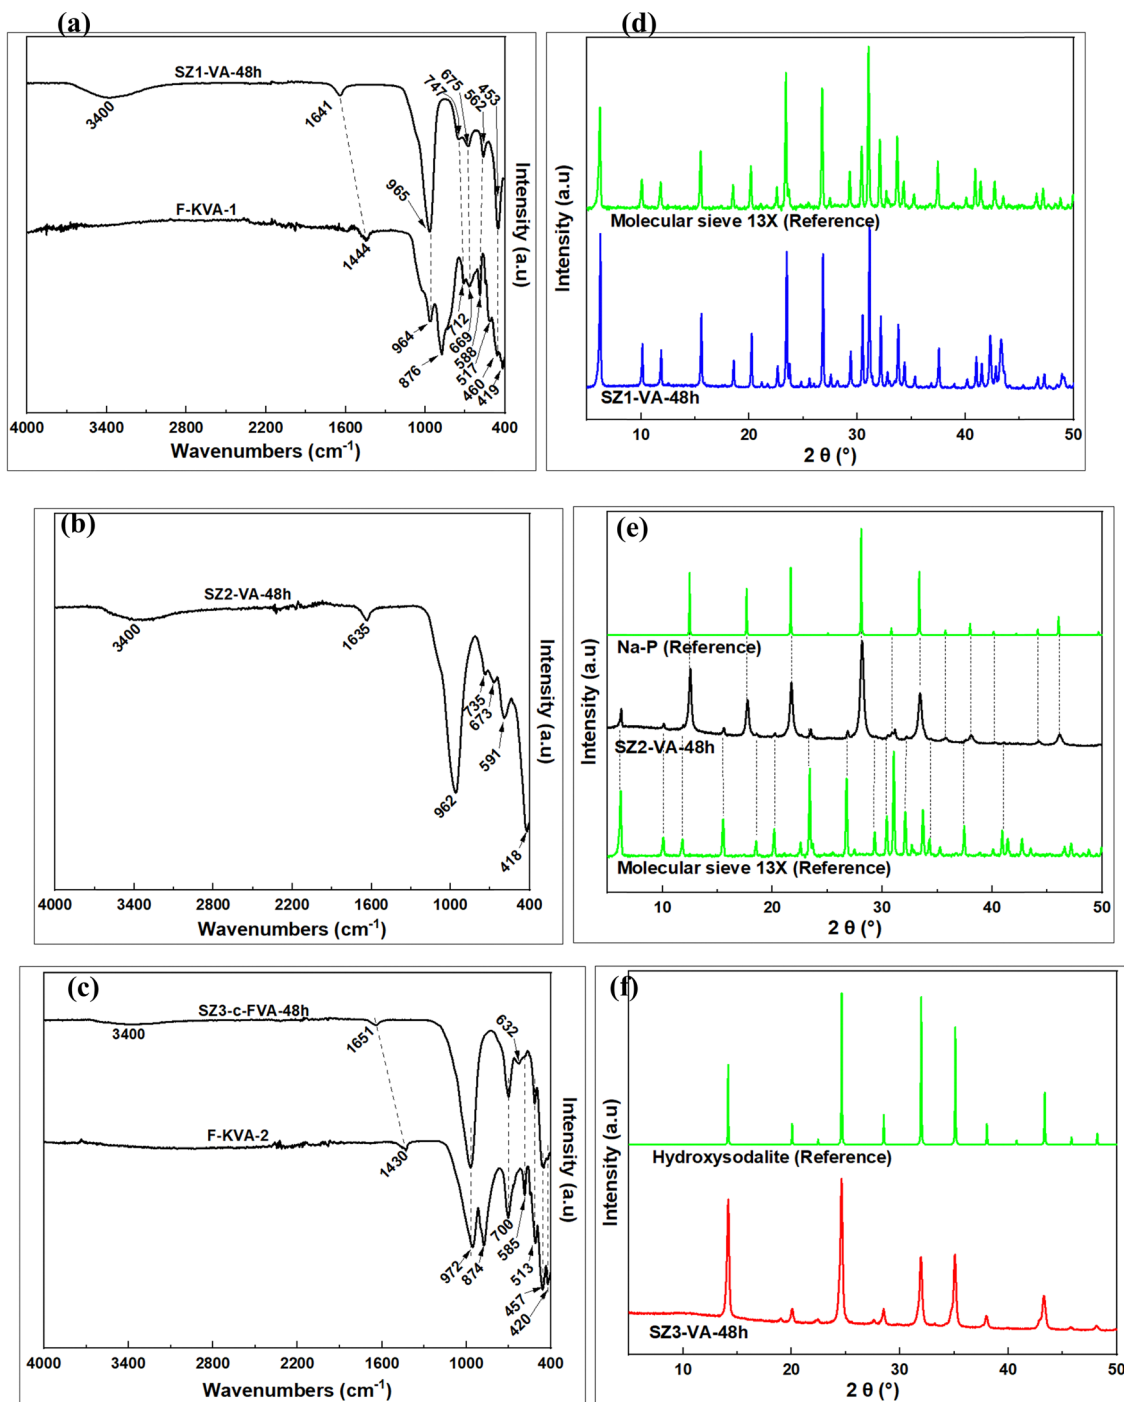 (a)
SZ1-VA-48h
3400
1641
747
675
562
453
965
F-KVA-1
1444
964
876
712
669
588
517
460
419
4000 3400 2800 2200 1600 1000 400
Wavenumbers (cm-1)
Intensity (a.u)
(d)
Molecular sieve 13X (Reference)
SZ1-VA-48h
10 20 30 40 50
2 θ (°)
Intensity (a.u)
(b)
SZ2-VA-48h
3400
1635
735
673
591
962
418
4000 3400 2800 2200 1600 1000 400
Wavenumbers (cm-1)
Intensity (a.u)
(e)
Na-P (Reference)
SZ2-VA-48h
Molecular sieve 13X (Reference)
10 20 30 40 50
2 θ (°)
Intensity (a.u)
(c)
SZ3-c-FVA-48h
3400
1651
632
F-KVA-2
1430
972
874
700
585
513
457
420
4000 3400 2800 2200 1600 1000 400
Wavenumbers (cm-1)
Intensity (a.u)
(f)
Hydroxysodalite (Reference)
SZ3-VA-48h
10 20 30 40 50
2 θ (°)
Intensity (a.u)